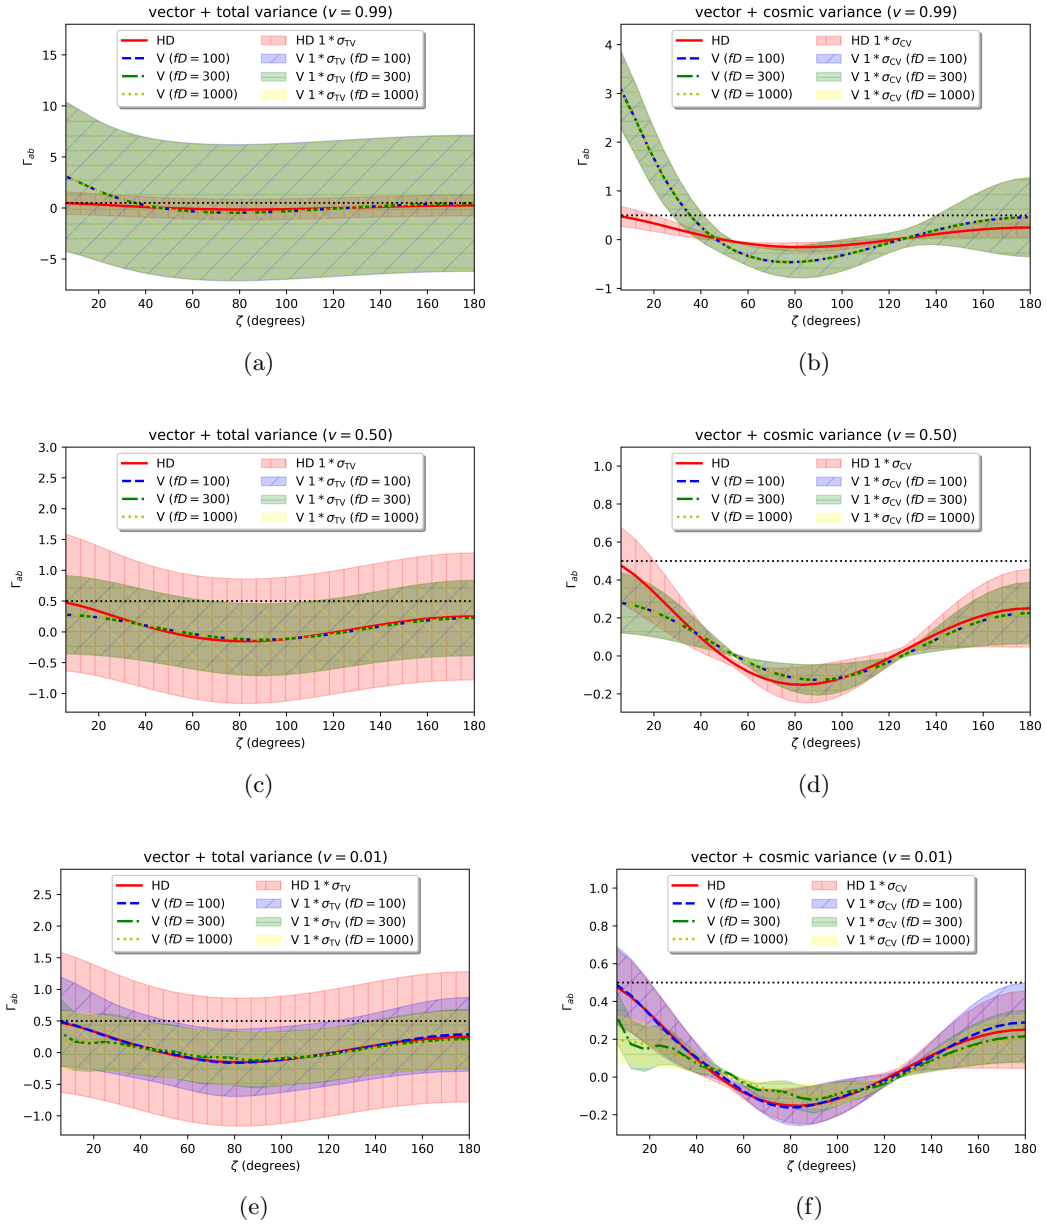 vector + total variance (v = 0.99)
HD
V (fD = 100)
V (fD = 300)
V (fD = 1000)
HD 1 * σTV
V 1 * σTV (fD = 100)
V 1 * σTV (fD = 300)
V 1 * σTV (fD = 1000)
15
10
5
0
−5
Γab
20 40 60 80 100 120 140 160 180
ζ (degrees)
(a)
vector + cosmic variance (v = 0.99)
HD
V (fD = 100)
V (fD = 300)
V (fD = 1000)
HD 1 * σCV
V 1 * σCV (fD = 100)
V 1 * σCV (fD = 300)
V 1 * σCV (fD = 1000)
4
3
2
1
0
−1
Γab
20 40 60 80 100 120 140 160 180
ζ (degrees)
(b)
vector + total variance (v = 0.50)
HD
V (fD = 100)
V (fD = 300)
V (fD = 1000)
HD 1 * σTV
V 1 * σTV (fD = 100)
V 1 * σTV (fD = 300)
V 1 * σTV (fD = 1000)
3.0
2.5
2.0
1.5
1.0
0.5
0.0
−0.5
−1.0
Γab
20 40 60 80 100 120 140 160 180
ζ (degrees)
(c)
vector + cosmic variance (v = 0.50)
HD
V (fD = 100)
V (fD = 300)
V (fD = 1000)
HD 1 * σCV
V 1 * σCV (fD = 100)
V 1 * σCV (fD = 300)
V 1 * σCV (fD = 1000)
1.0
0.8
0.6
0.4
0.2
0.0
−0.2
Γab
20 40 60 80 100 120 140 160 180
ζ (degrees)
(d)
vector + total variance (v = 0.01)
HD
V (fD = 100)
V (fD = 300)
V (fD = 1000)
HD 1 * σTV
V 1 * σTV (fD = 100)
V 1 * σTV (fD = 300)
V 1 * σTV (fD = 1000)
2.5
2.0
1.5
1.0
0.5
0.0
−0.5
−1.0
Γab
20 40 60 80 100 120 140 160 180
ζ (degrees)
(e)
vector + cosmic variance (v = 0.01)
HD
V (fD = 100)
V (fD = 300)
V (fD = 1000)
HD 1 * σCV
V 1 * σCV (fD = 100)
V 1 * σCV (fD = 300)
V 1 * σCV (fD = 1000)
1.0
0.8
0.6
0.4
0.2
0.0
−0.2
Γab
20 40 60 80 100 120 140 160 180
ζ (degrees)
(f)